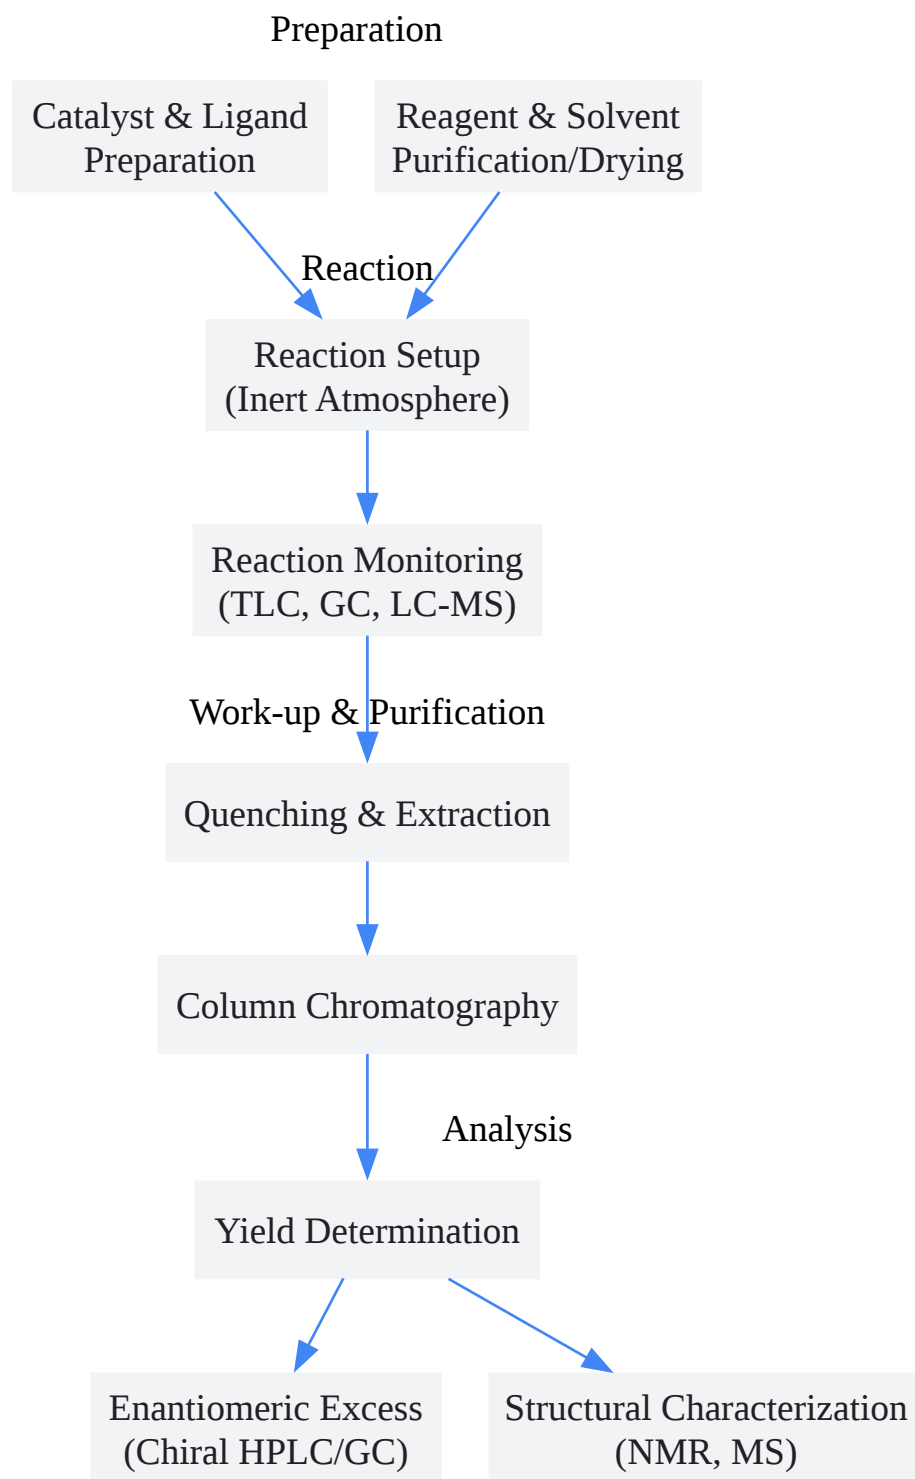 Preparation
Catalyst & Ligand
Preparation
Reagent & Solvent
Purification/Drying
Reaction
Reaction Setup
(Inert Atmosphere)
Reaction Monitoring
(TLC, GC, LC-MS)
Work-up & Purification
Quenching & Extraction
Column Chromatography
Analysis
Yield Determination
Enantiomeric Excess
(Chiral HPLC/GC)
Structural Characterization
(NMR, MS)